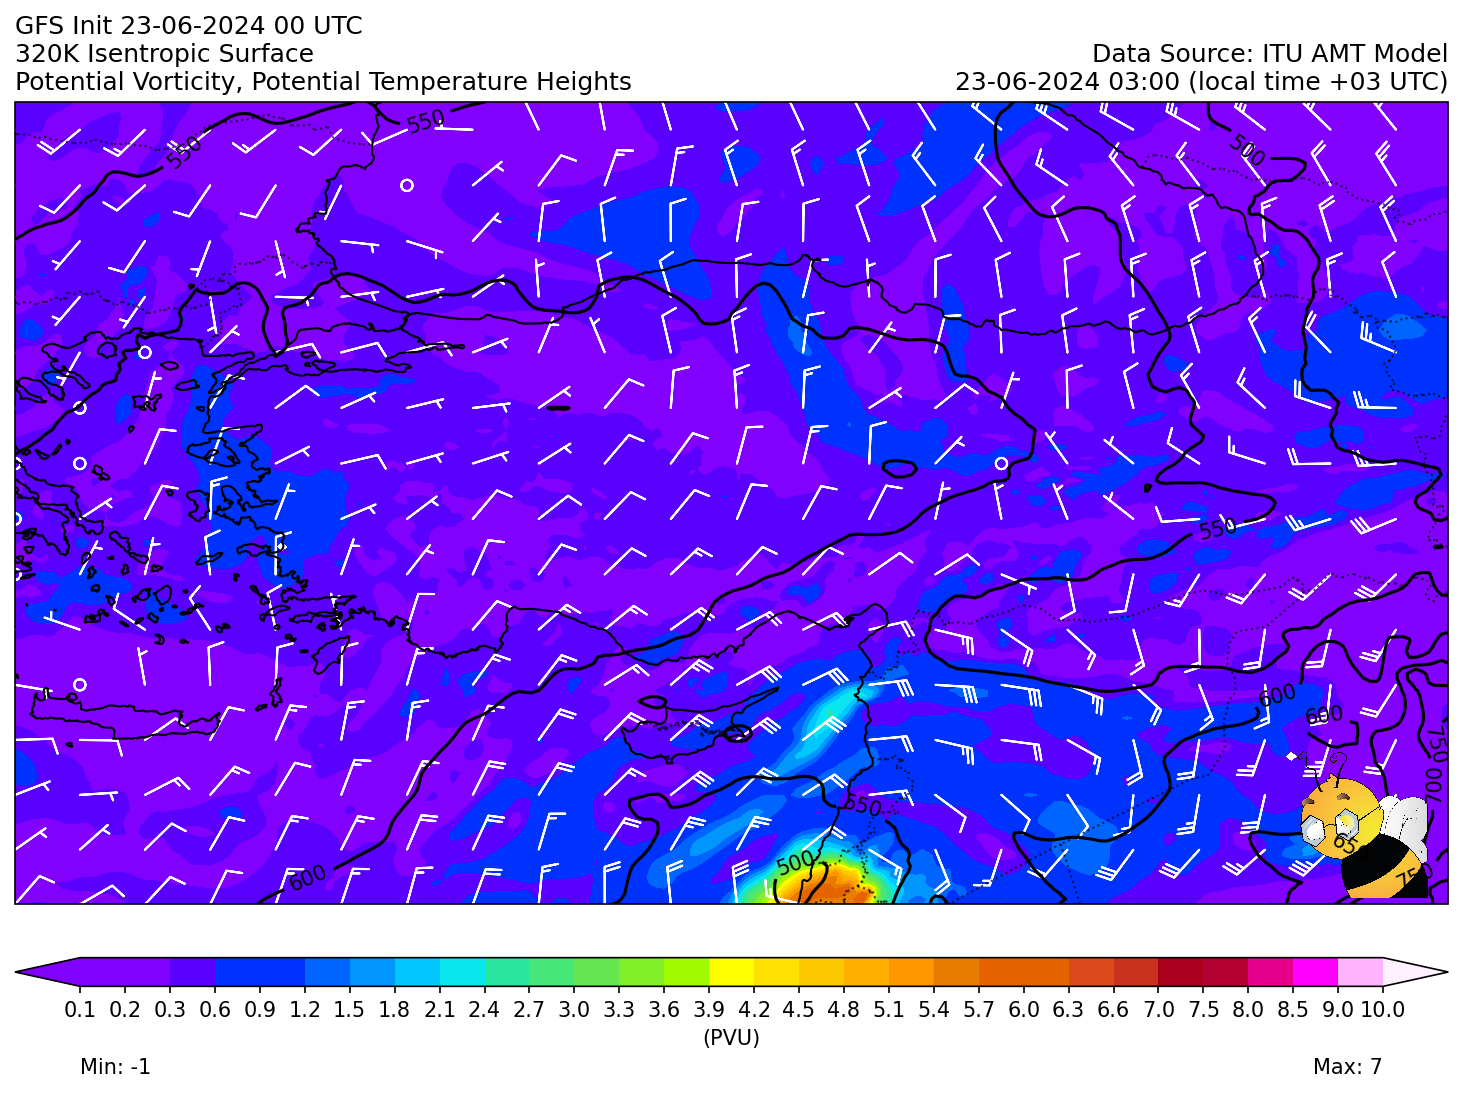 GFS Init 23-06-2024 00 UTC
320K Isentropic Surface
Data Source: ITU AMT Model
Potential Vorticity, Potential Temperature Heights
23-06-2024 03:00 (local time +03 UTC)
550
550
500
550
600
600
750
700
550
650
500
600
750
0.1 0.2 0.3 0.6 0.9 1.2 1.5 1.8 2.1 2.4 2.7 3.0 3.3 3.6 3.9 4.2 4.5 4.8 5.1 5.4 5.7 6.0 6.3 6.6 7.0 7.5 8.0 8.5 9.0 10.0
(PVU)
Min: -1
Max: 7